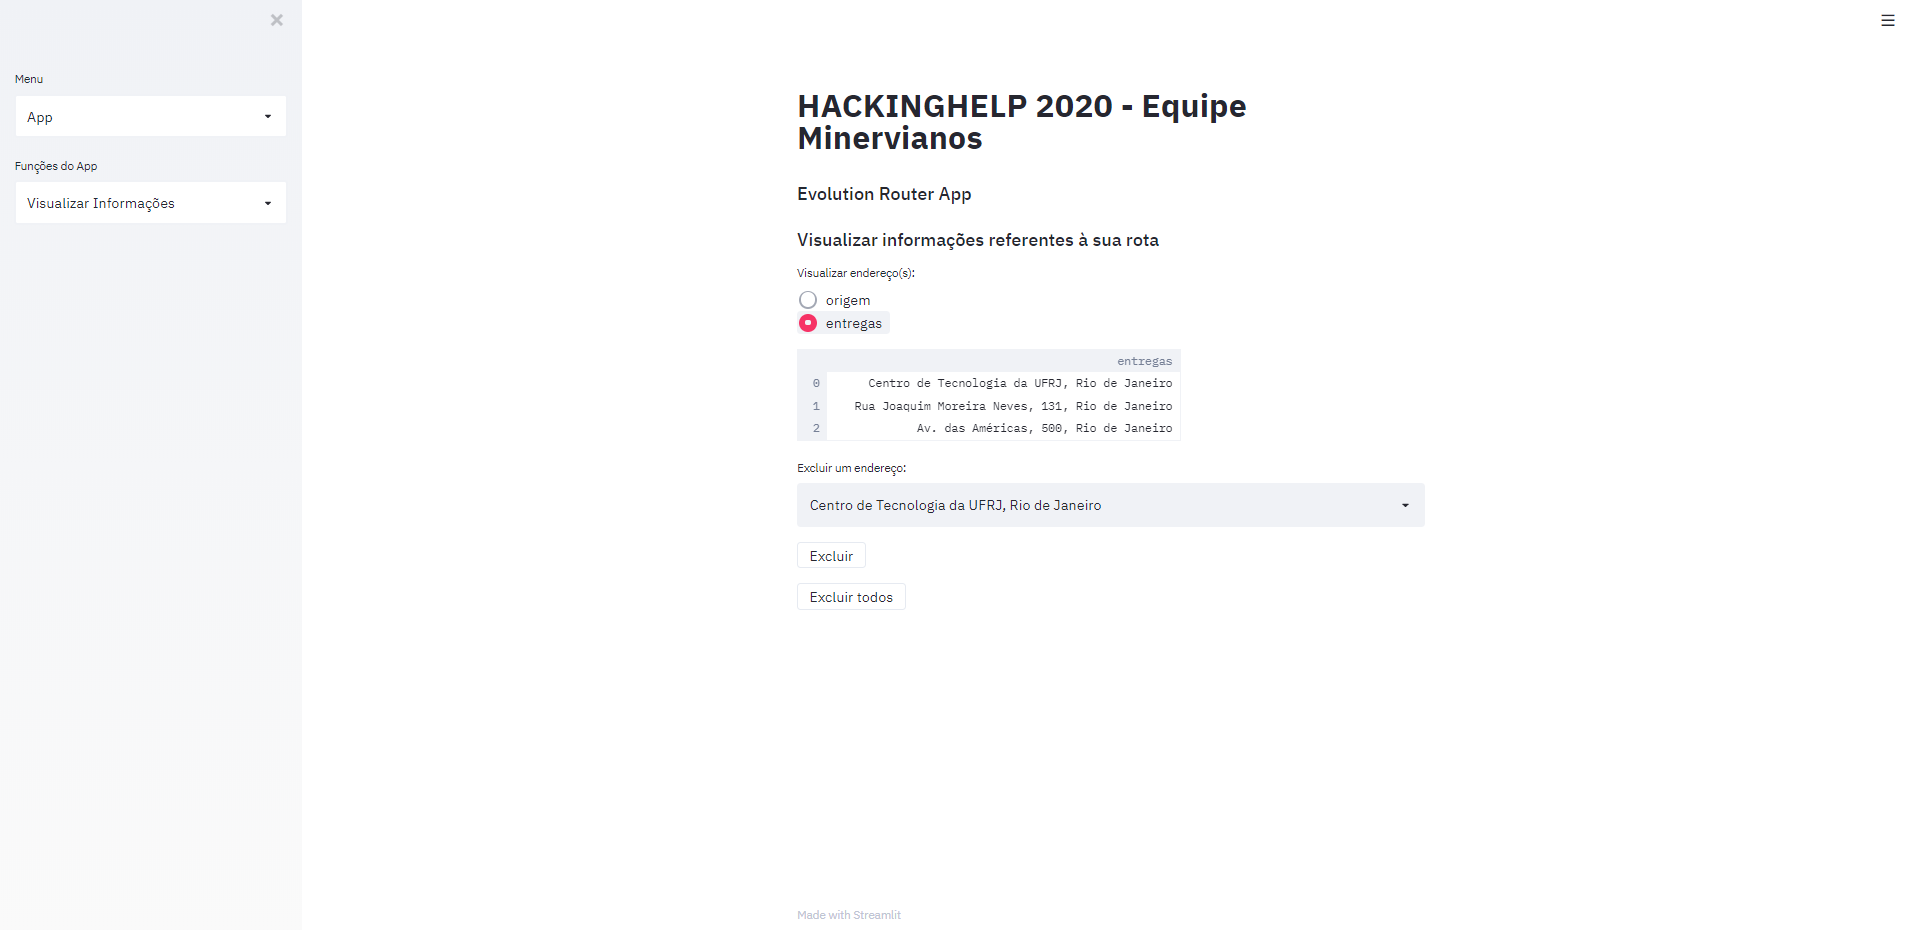 Menu
App
Funções do App
Visualizar Informações
HACKINGHELP 2020 - Equipe
Minervianos
Evolution Router App
Visualizar informações referentes à sua rota
Visualizar endereço(s):
origem
entregas
entregas
0 Centro de Tecnologia da UFRJ, Rio de Janeiro
1 Rua Joaquim Moreira Neves, 131, Rio de Janeiro
2 Av. das Américas, 500, Rio de Janeiro
Excluir um endereço:
Centro de Tecnologia da UFRJ, Rio de Janeiro
Excluir
Excluir todos
Made with Streamlit